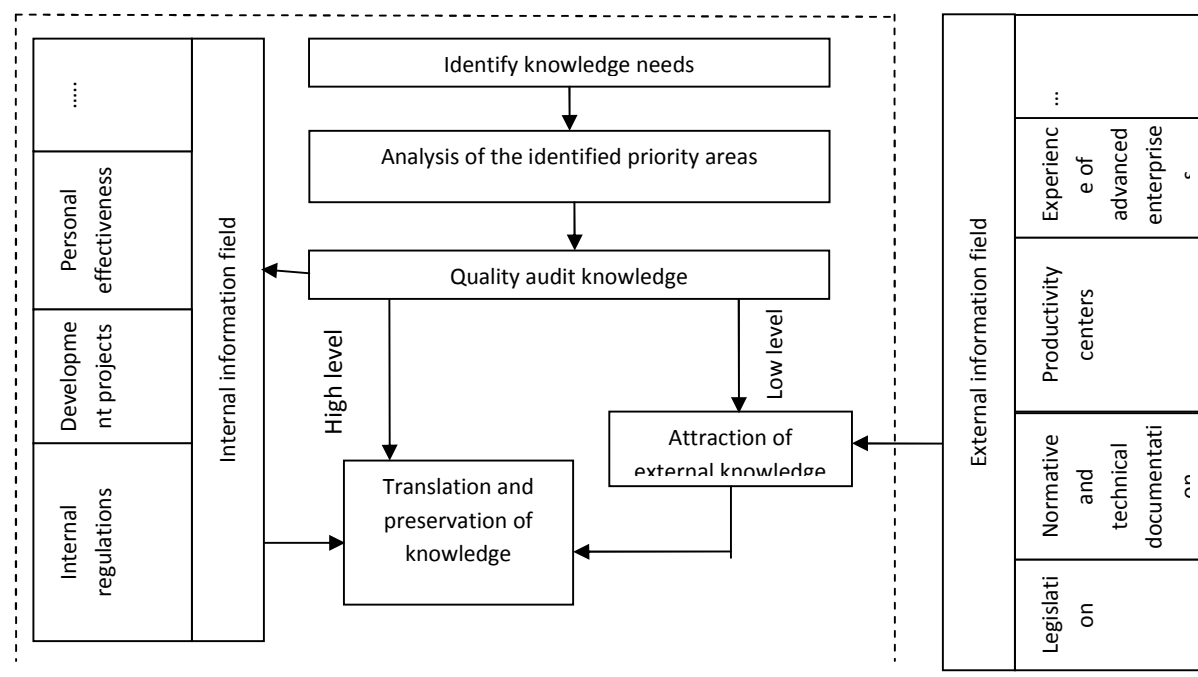 Identify knowledge needs
Analysis of the identified priority areas
Quality audit knowledge
High level
Low level
Attraction of
external knowledge
Translation and
preservation of
knowledge
Internal information field
.....
Personal
effectiveness
Developme
nt projects
Internal
regulations
External information field
...
Experienc
e of
advanced
enterprise
Productivity
centers
Normative
and
technical
documentati
on
Legislati
on